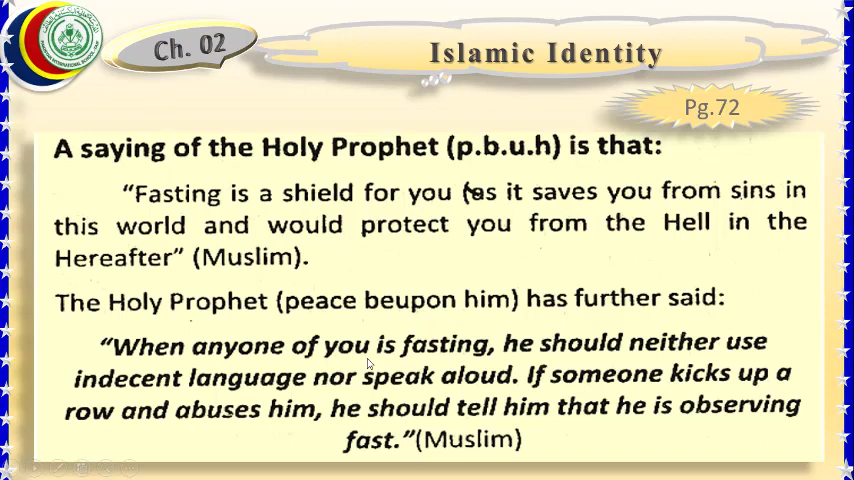 Ch. 02
Islamic Identity
Pg.72
A saying of the Holy Prophet (p.b.u.h) is that:
“Fasting is a shield for you (as it saves you from sins in
this world and would protect you from the Hell in the
Hereafter” (Muslim).
The Holy Prophet (peace beupon him) has further said:
“When anyone of you is fasting, he should neither use
indecent language nor speak aloud. If someone kicks up a
row and abuses him, he should tell him that he is observing
fast.”(Muslim)